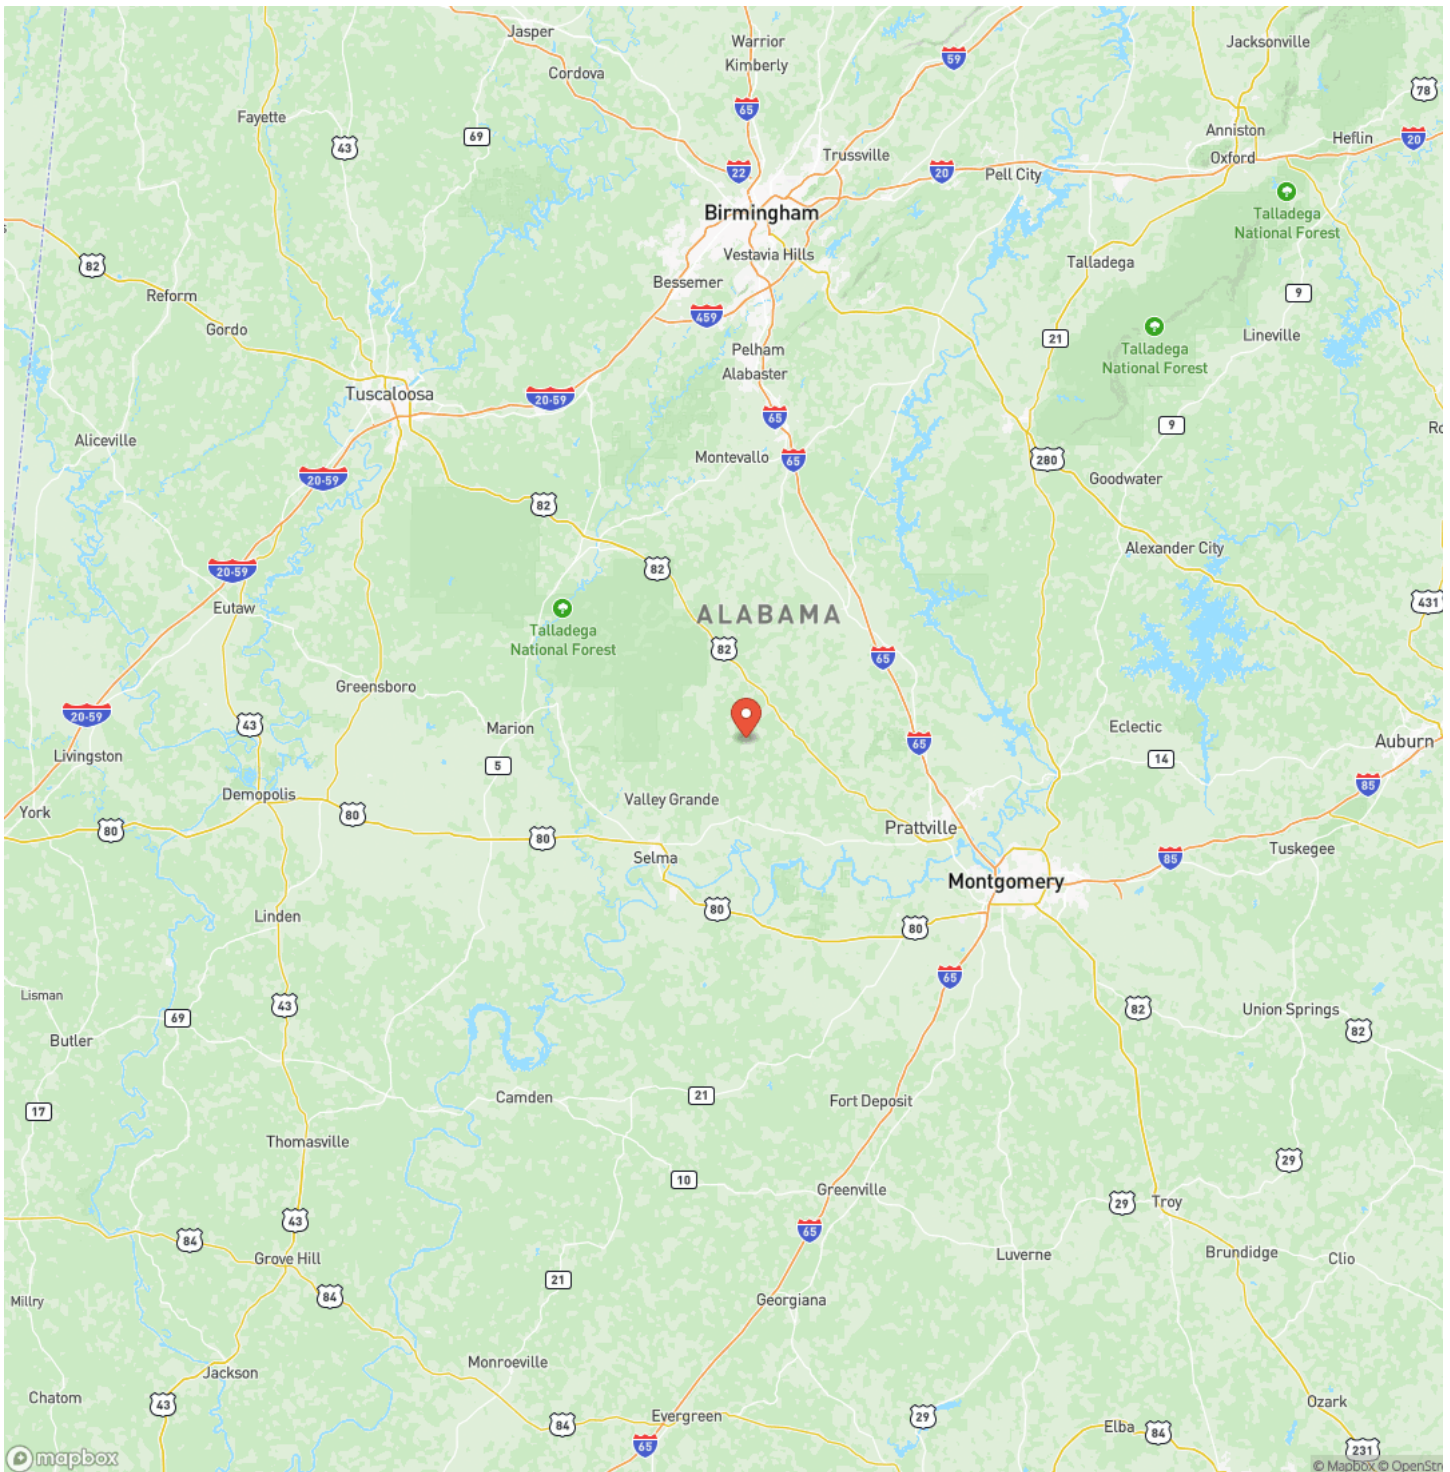 Jasper
Warrior
Kimberly
59
Jacksonville
Cordova
78
65
Fayette
69
43
Anniston
Heflin
20
Oxford
Trussville
22
20
Pell City
Birmingham
Talladega
National Forest
Vestavia Hills
Talladega
82
Bessemer
9
Reform
459
Gordo
21
Lineville
Pelham
Talladega
National Forest
Alabaster
Tuscaloosa
20-59
65
9
Aliceville
Montevallo
65
280
20-59
Goodwater
82
Alexander City
82
20-59
431
Eutaw
ALABAMA
Talladega
National Forest
82
65
Greensboro
20-59
43
Marion
Eclectic
65
Auburn
Livingston
5
14
85
Demopolis
Valley Grande
York
80
80
80
Prattville
Selma
85
Tuskegee
Montgomery
80
80
Linden
65
Lisman
43
69
82
Union Springs
82
Butler
Camden
21
Fort Deposit
17
Thomasville
29
10
Greenville
29
Troy
43
65
84
Grove Hill
Luverne
Brundidge
Clio
21
84
Millry
Georgiana
Monroeville
Jackson
Chatom
43
Ozark
Evergreen
29
84
Elba
84
65
231
mapbox
© Mapbox © OpenStr